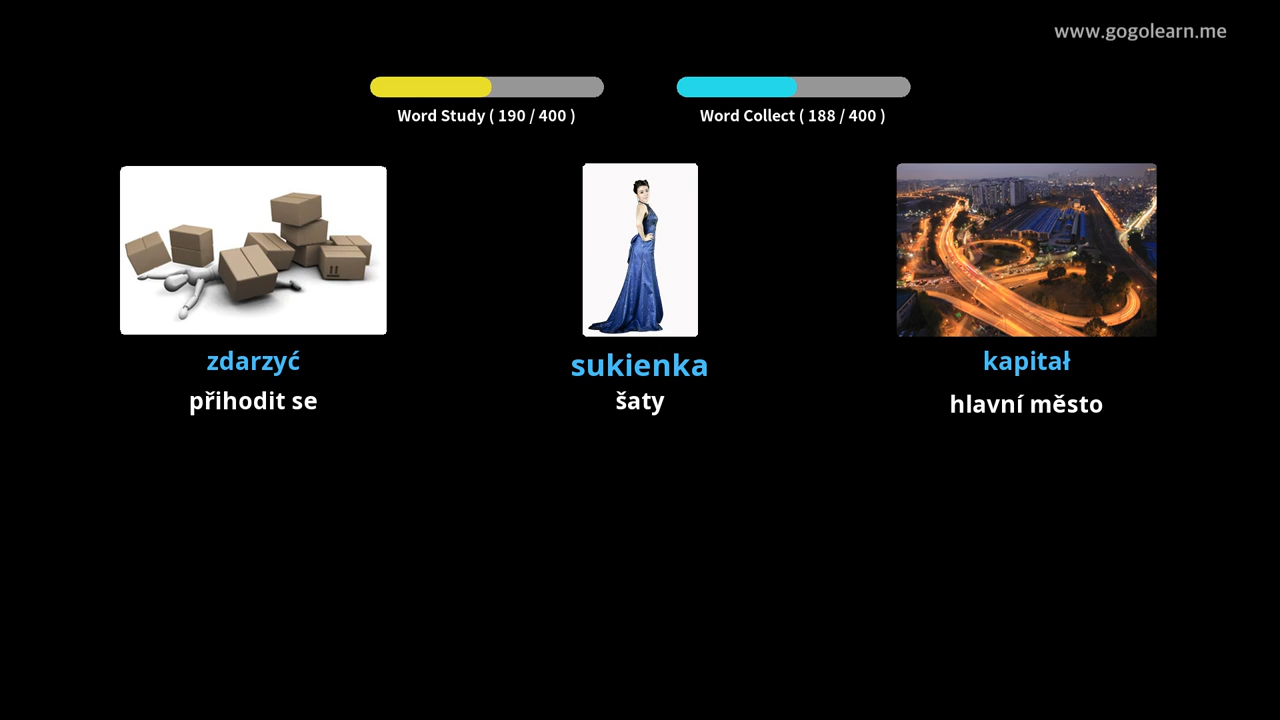 www.gogolearn.me
Word Study ( 190 / 400 )
Word Collect ( 188 / 400 )
zdarzyć
přihodit se
sukienka
šaty
kapitał
hlavní město